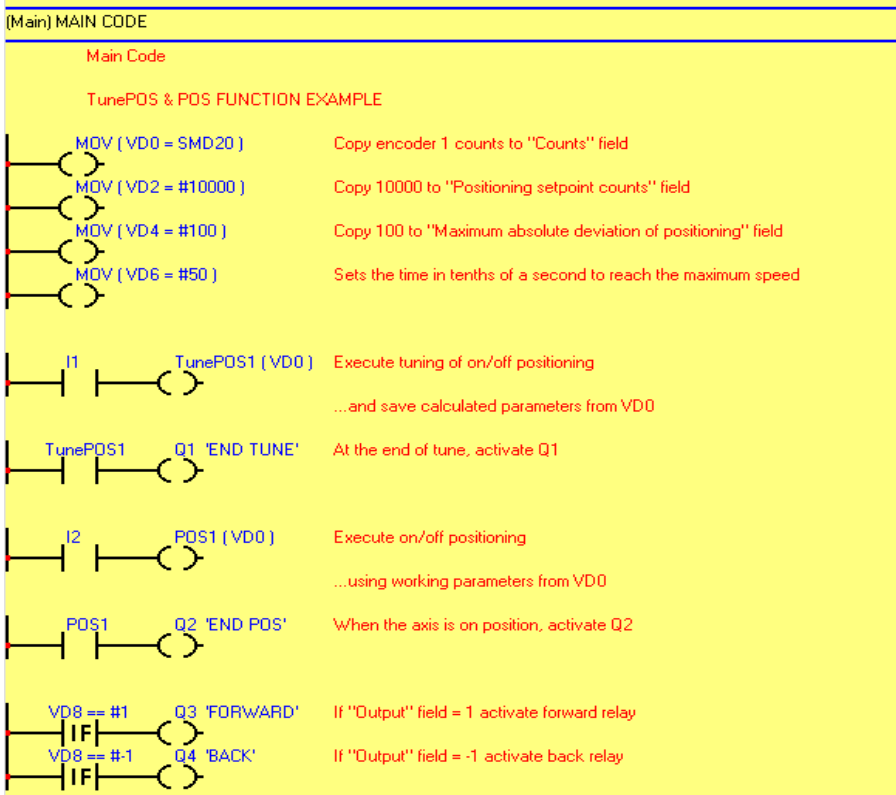 (Main) MAIN CODE
Main Code
TunePOS & POS FUNCTION EXAMPLE
MOV ( VD0 = SMD20 ) Copy encoder 1 counts to "Counts" field
MOV ( VD2 = #10000 ) Copy 10000 to "Positioning setpoint counts" field
MOV ( VD4 = #100 ) Copy 100 to "Maximum absolute deviation of positioning" field
MOV ( VD6 = #50 ) Sets the time in tenths of a second to reach the maximum speed
I1 TunePOS1 ( VD0 ) Execute tuning of on/off positioning
...and save calculated parameters from VD0
TunePOS1 Q1 'END TUNE' At the end of tune, activate Q1
I2 POS1 ( VD0 ) Execute on/off positioning
...using working parameters from VD0
POS1 Q2 'END POS' When the axis is on position, activate Q2
VD8 == #1 Q3 'FORWARD' If "Output" field = 1 activate forward relay
IF
VD8 == #-1 Q4 'BACK' If "Output" field = -1 activate back relay
IF